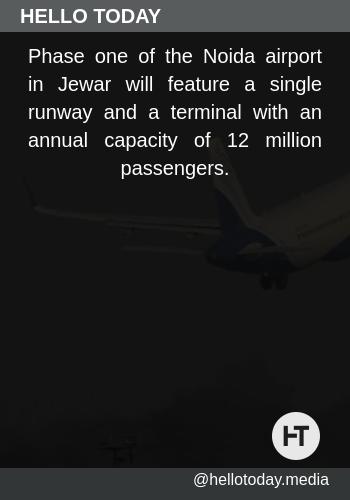 HELLO TODAY
Phase one of the Noida airport
in Jewar will feature a single
runway and a terminal with an
annual capacity of 12 million
passengers.
HT
@hellotoday.media